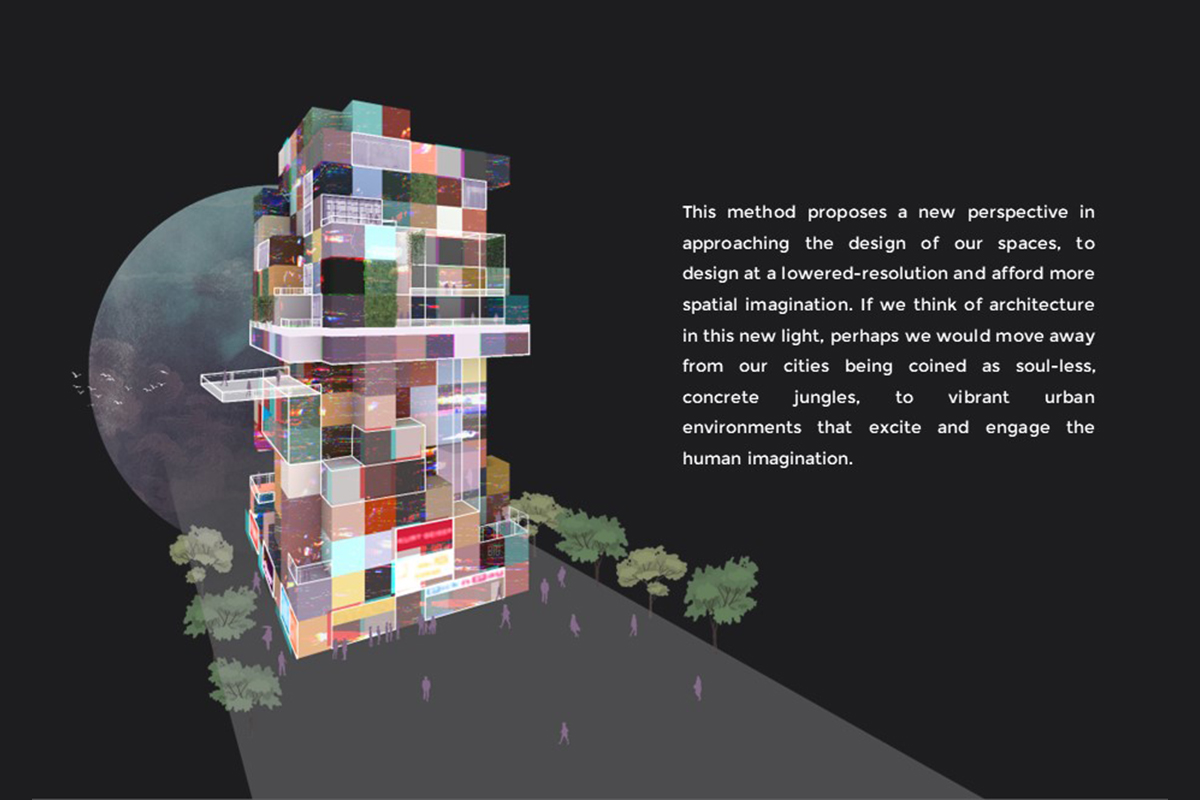 This method proposes a new perspective in
approaching the design of our spaces, to
design at a lowered-resolution and afford more
spatial imagination. If we think of architecture
in this new light, perhaps we would move away
from our cities being coined as soul-less,
concrete jungles, to vibrant urban
environments that excite and engage the
human imagination.